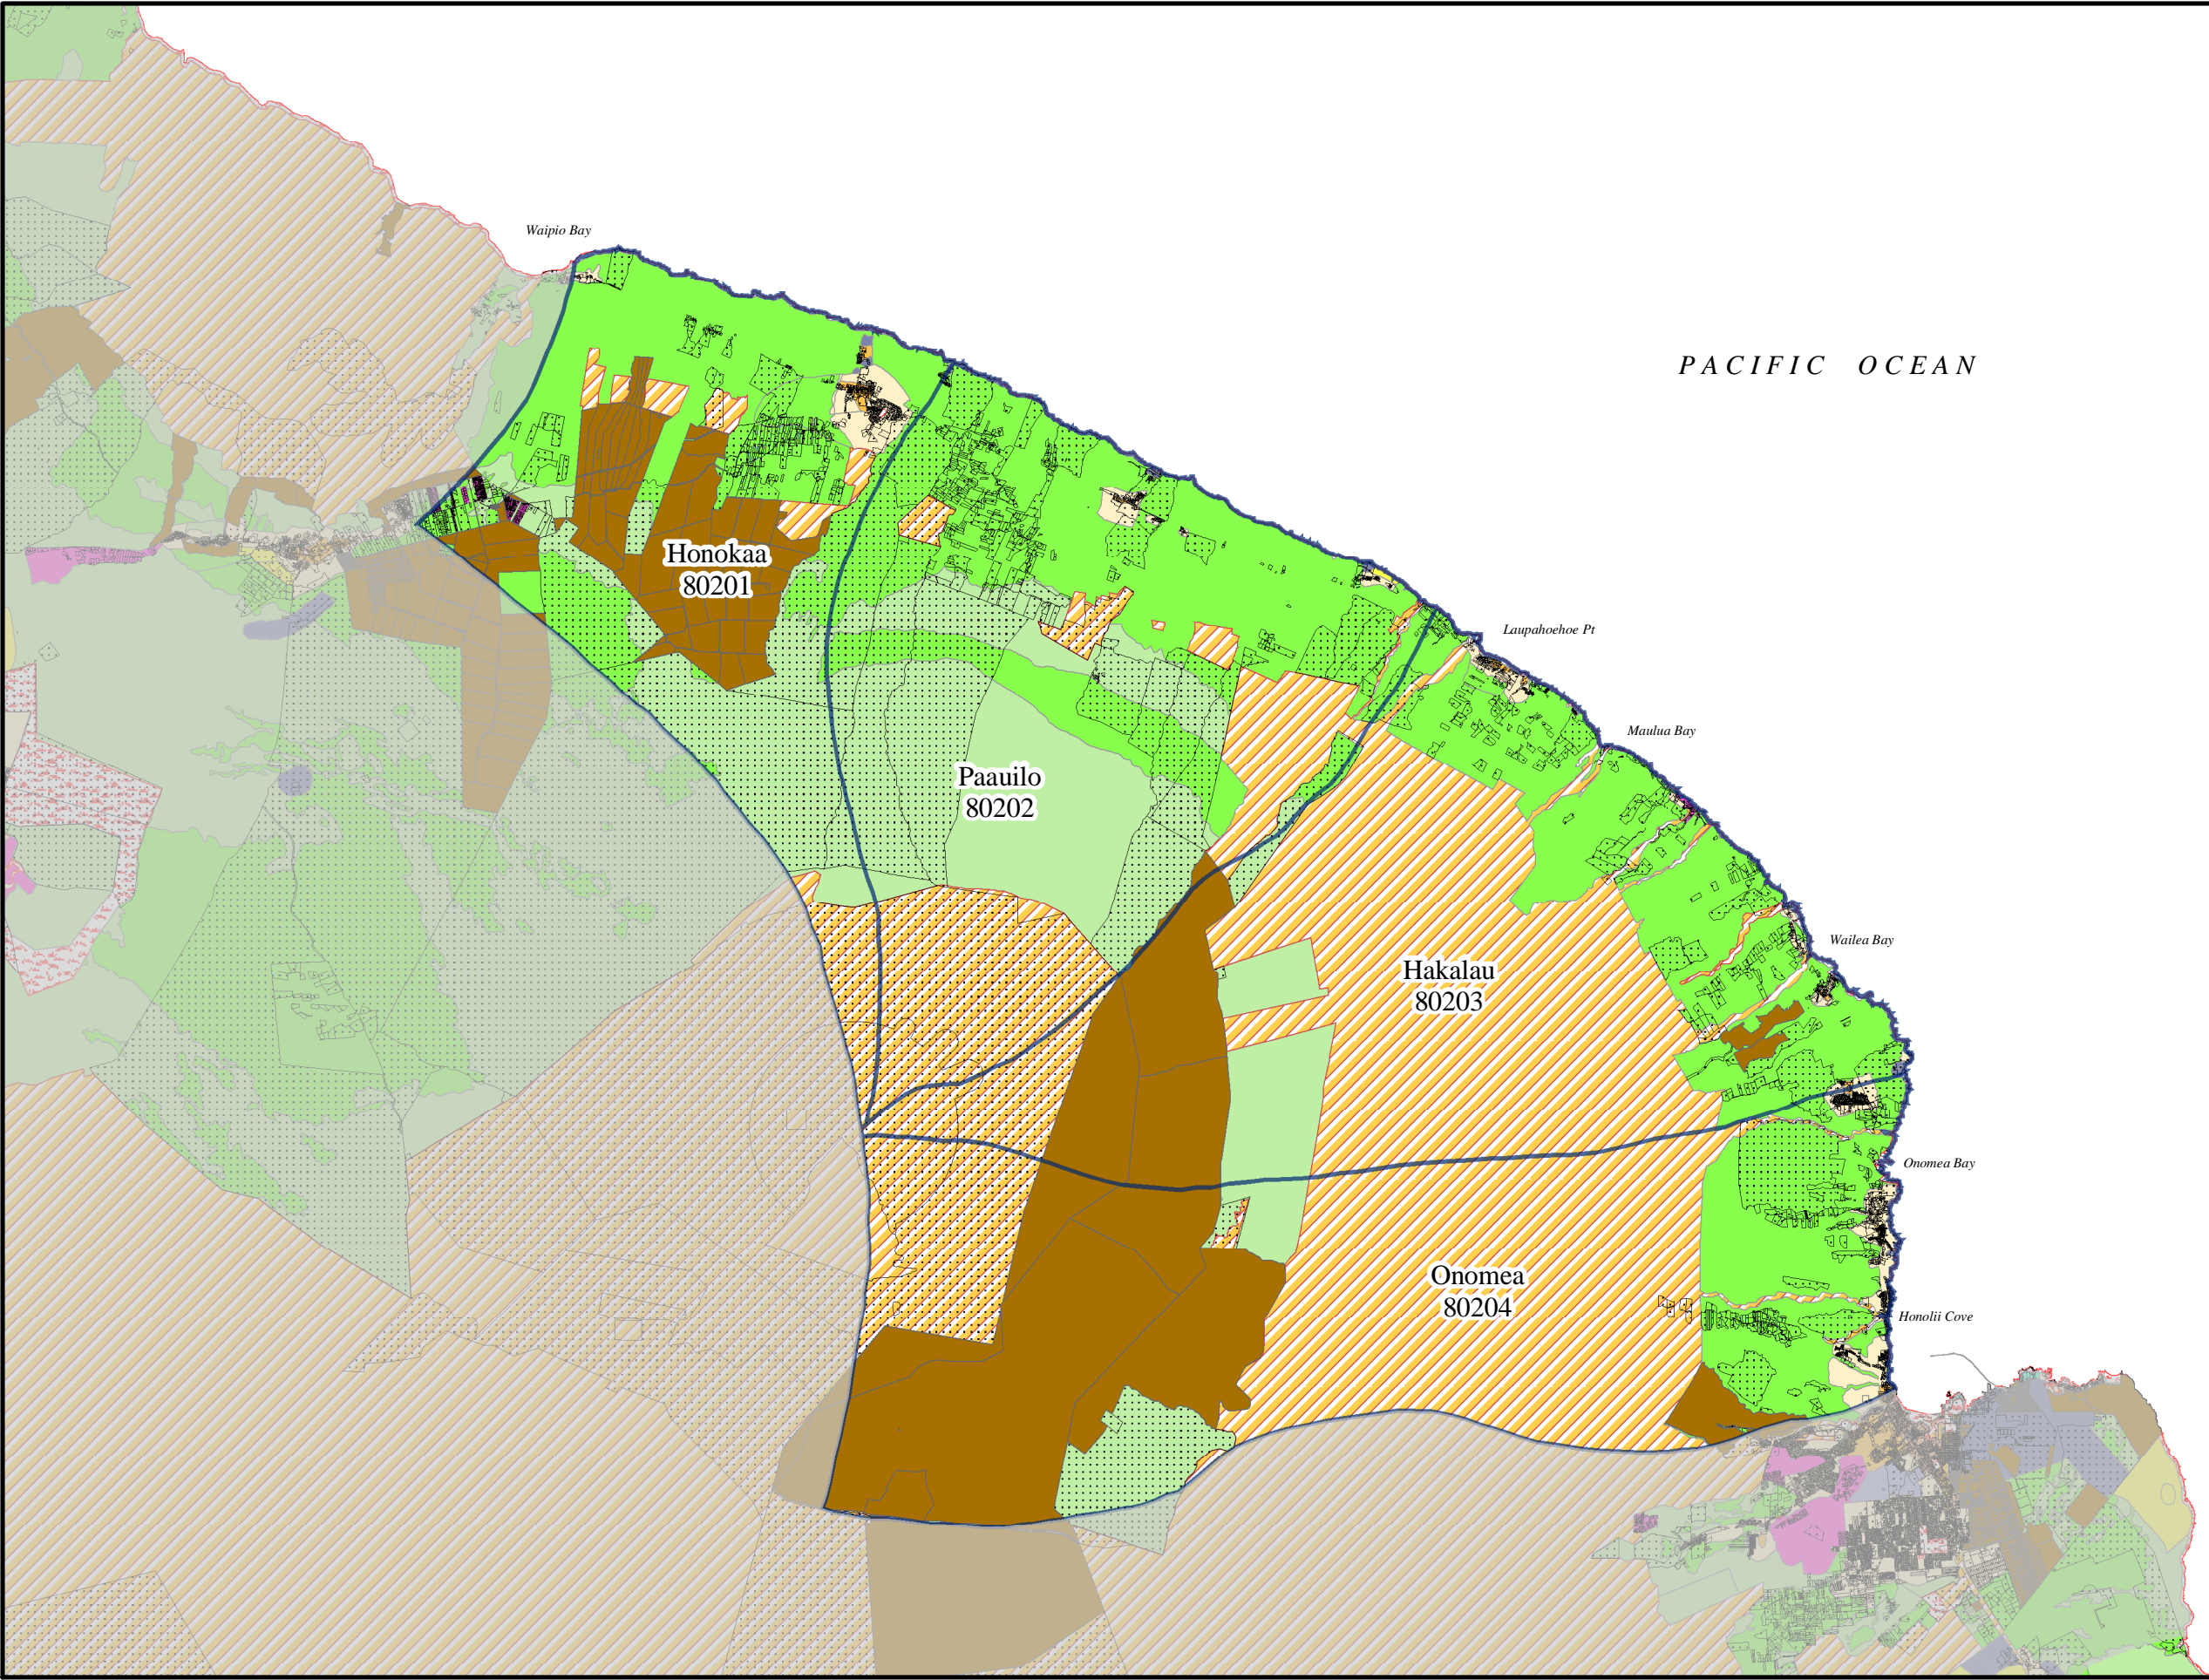 Waipio Bay
PACIFIC OCEAN
Honokaa
80201
Laupahoehoe Pt
Maulua Bay
Paauilo
80202
Wailea Bay
Hakalau
80203
Onomea Bay
Onomea
80204
Honolii Cove